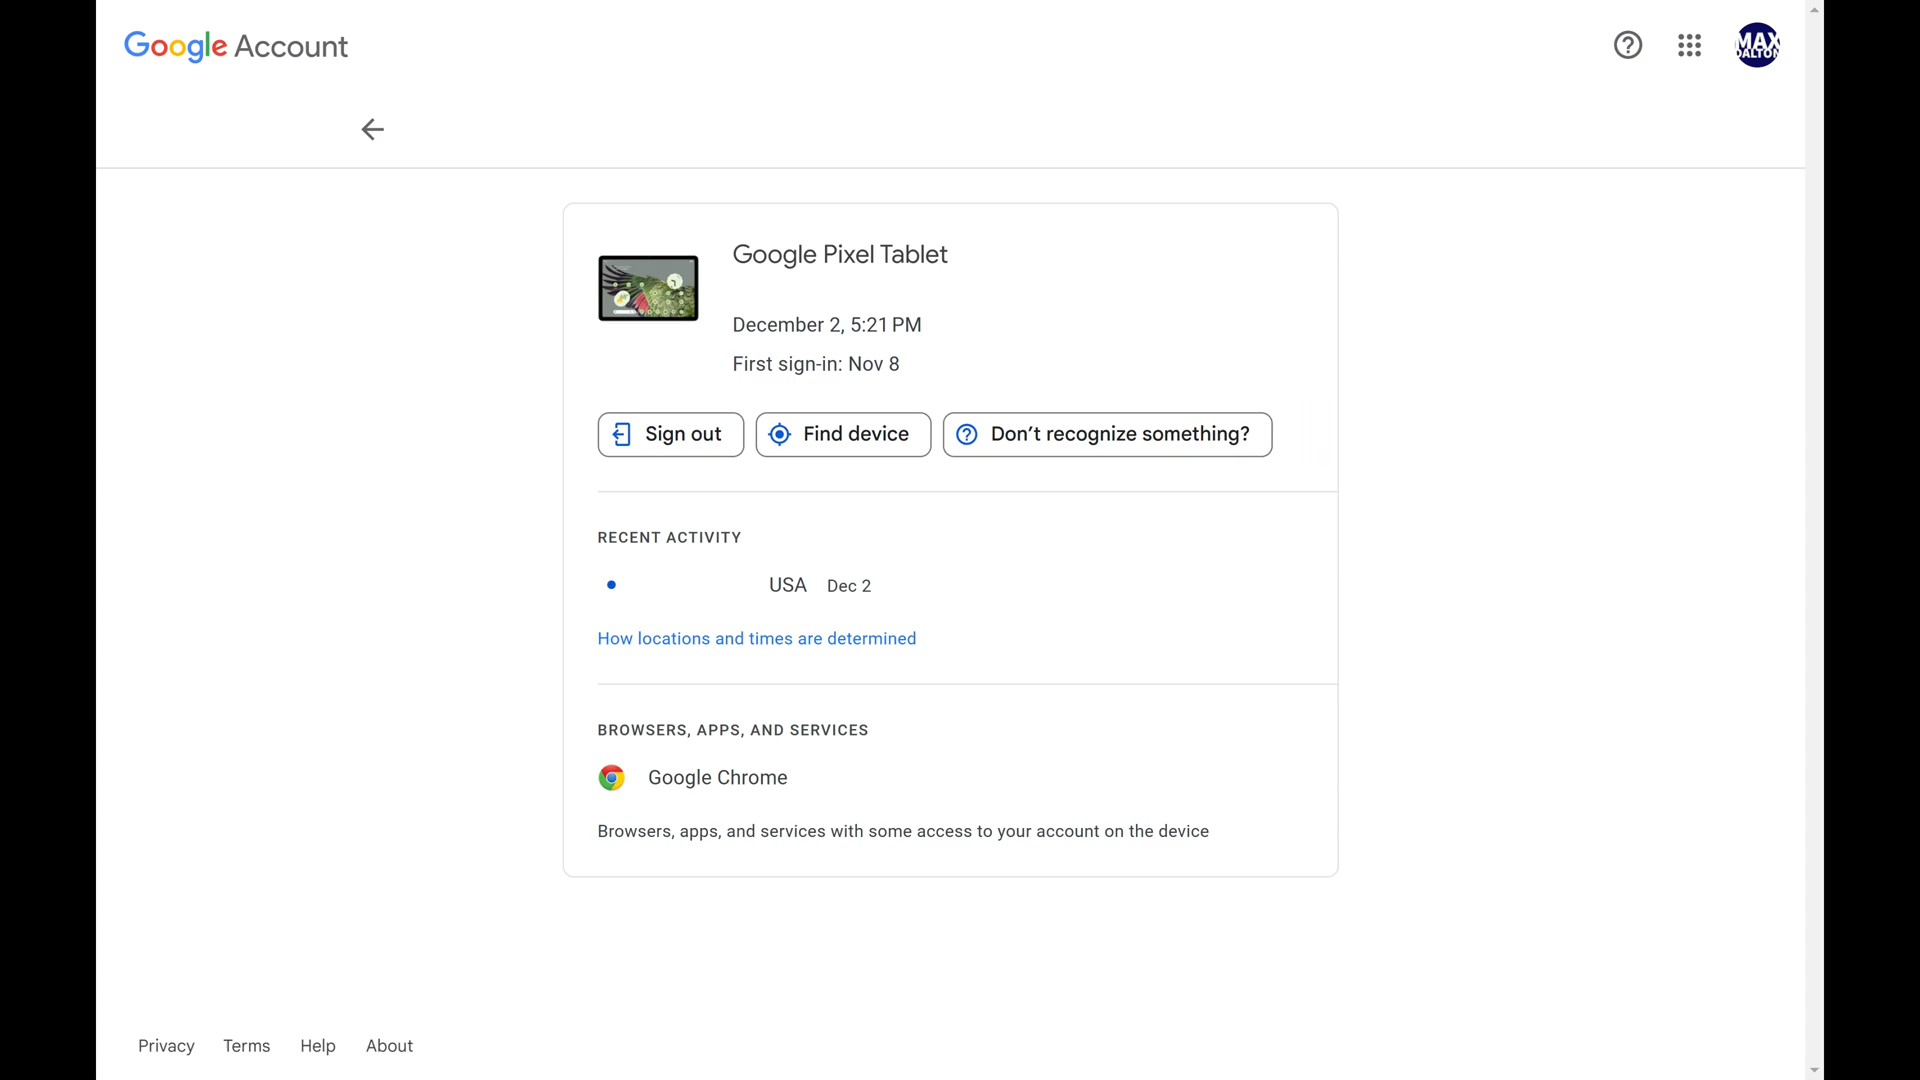 Google Account
MAX
DALTON
Google Pixel Tablet
December 2, 5:21 PM
First sign-in: Nov 8
Sign out
Find device
Don’t recognize something?
RECENT ACTIVITY
USA Dec 2
How locations and times are determined
BROWSERS, APPS, AND SERVICES
Google Chrome
Browsers, apps, and services with some access to your account on the device
Privacy Terms Help About